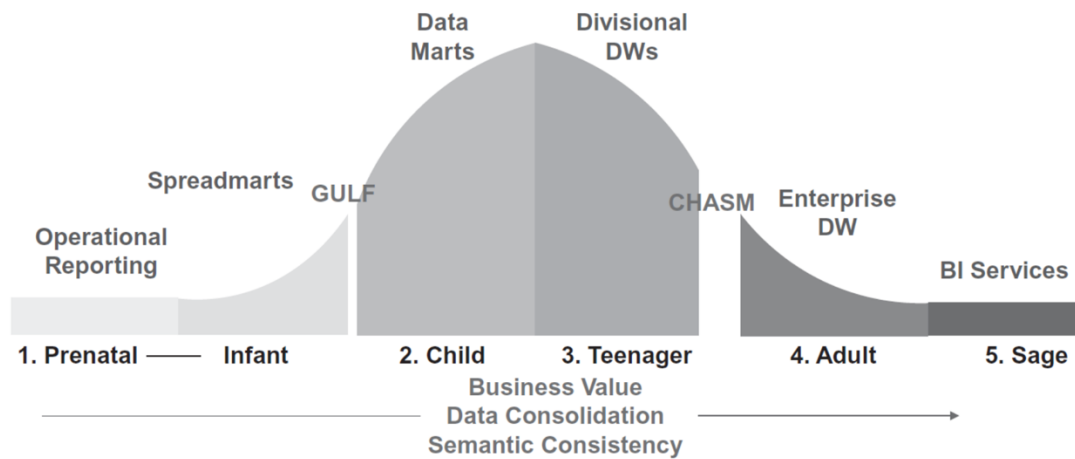 Data
Marts
Divisional
DWs
Spreadmarts
GULF
CHASM
Enterprise
DW
Operational
Reporting
BI Services
1. Prenatal
Infant
2. Child
3. Teenager
4. Adult
5. Sage
Business Value
Data Consolidation
Semantic Consistency